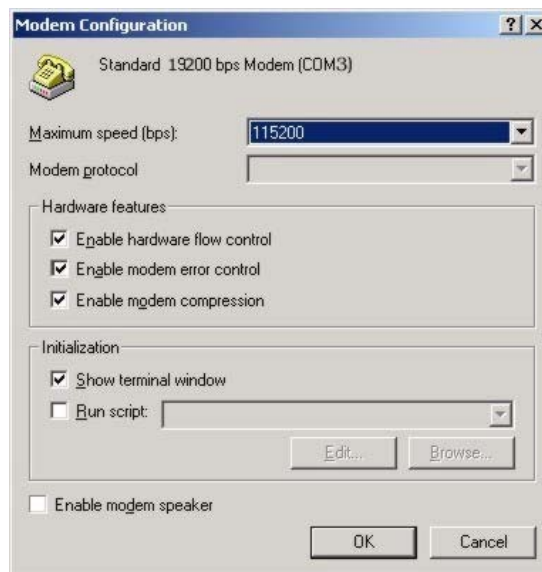 Modem Configuration
Standard 19200 bps Modem (COM3)
Maximum speed (bps):
115200
Modem protocol
Hardware features
Enable hardware flow control
Enable modem error control
Enable modem compression
Initialization
Show terminal window
Run script:
Edit...
Browse...
Enable modem speaker
OK
Cancel